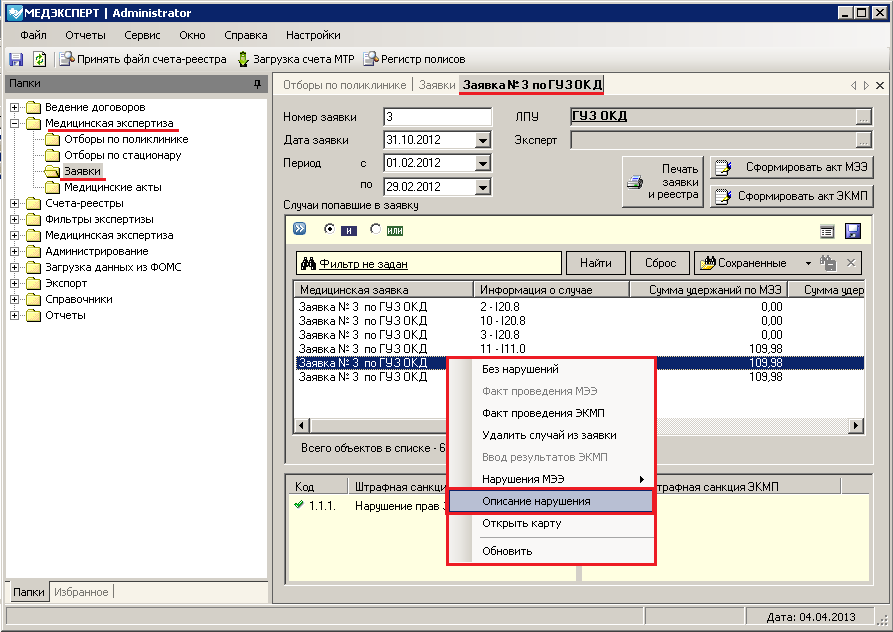 МЕДЭКСПЕРТ | Administrator
Файл Отчеты Сервис Окно Справка Настройки
Принять файл счета-реестра Загрузка счета МТР Регистр полисов
Папки
Отборы по поликлинике | Заявки Заявка № 3 по ГУЗ ОКД
Ведение договоров
Медицинская экспертиза
Отборы по поликлинике
Отборы по стационару
Заявки
Медицинские акты
Счета-реестры
Фильтры экспертизы
Медицинская экспертиза
Администрирование
Загрузка данных из ФОМС
Экспорт
Справочники
Отчеты
Номер заявки 3 ЛПУ ГУЗ ОКД ...
Дата заявки 31.10.2012 Эксперт ...
Период с 01.02.2012
по 29.02.2012
Печать
заявки
и реестра
Сформировать акт МЭЭ
Сформировать акт ЭКМП
Случаи попавшие в заявку
и или
Фильтр не задан Найти Сброс Сохраненные
Медицинская заявка Информация о случае Сумма удержаний по МЭЭ Сумма удер
Заявка № 3 по ГУЗ ОКД 2 - I20.8 0,00
Заявка № 3 по ГУЗ ОКД 10 - I20.8 0,00
Заявка № 3 по ГУЗ ОКД 3 - I20.8 0,00
Заявка № 3 по ГУЗ ОКД 11 - I11.0 109,98
Заявка № 3 по ГУЗ ОКД 109,98
Заявка № 3 по ГУЗ ОКД 109,98
Без нарушений
Факт проведения МЭЭ
Факт проведения ЭКМП
Удалить случай из заявки
Ввод результатов ЭКМП
Нарушения МЭЭ
Описание нарушения
Открыть карту
Обновить
Всего объектов в списке - 6
Код Штрафная санкци трафная санкция ЭКМП
1.1.1. Нарушение прав
Папки Избранное
Дата: 04.04.2013